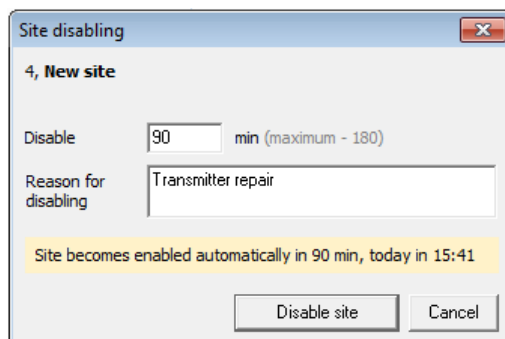 Site disabling
4, New site
Disable 90 min (maximum - 180)
Reason for
disabling
Transmitter repair
Site becomes enabled automatically in 90 min, today in 15:41
Disable site Cancel